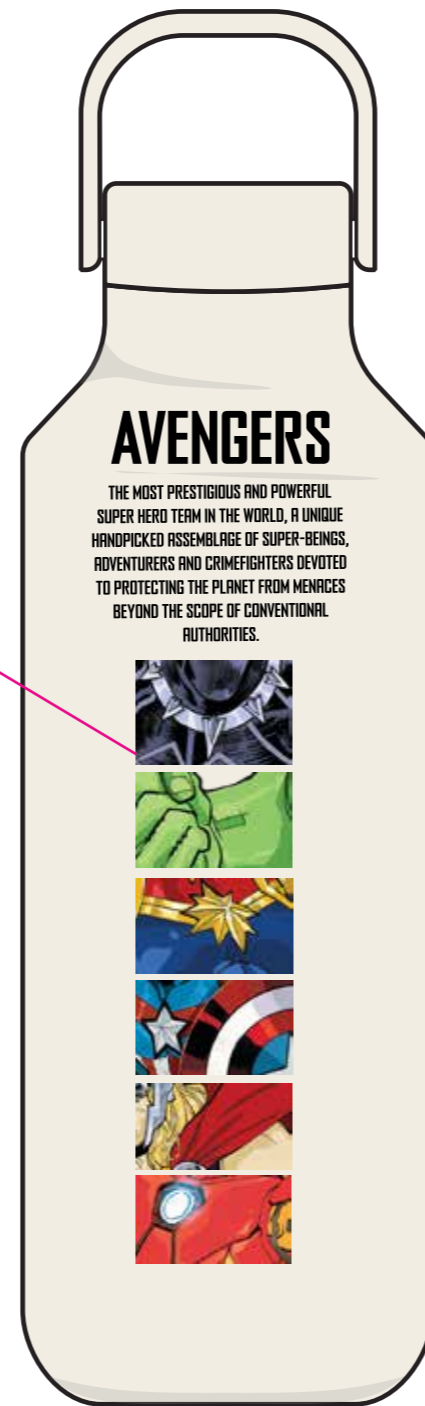 AVENGERS
THE MOST PRESTIGIOUS AND POWERFUL
SUPER HERO TEAM IN THE WORLD, A UNIQUE
HANDPICKED ASSEMBLAGE OF SUPER-BEINGS,
ADVENTURERS AND CRIMEFIGHTERS DEVOTED
TO PROTECTING THE PLANET FROM MENACES
BEYOND THE SCOPE OF CONVENTIONAL
AUTHORITIES.